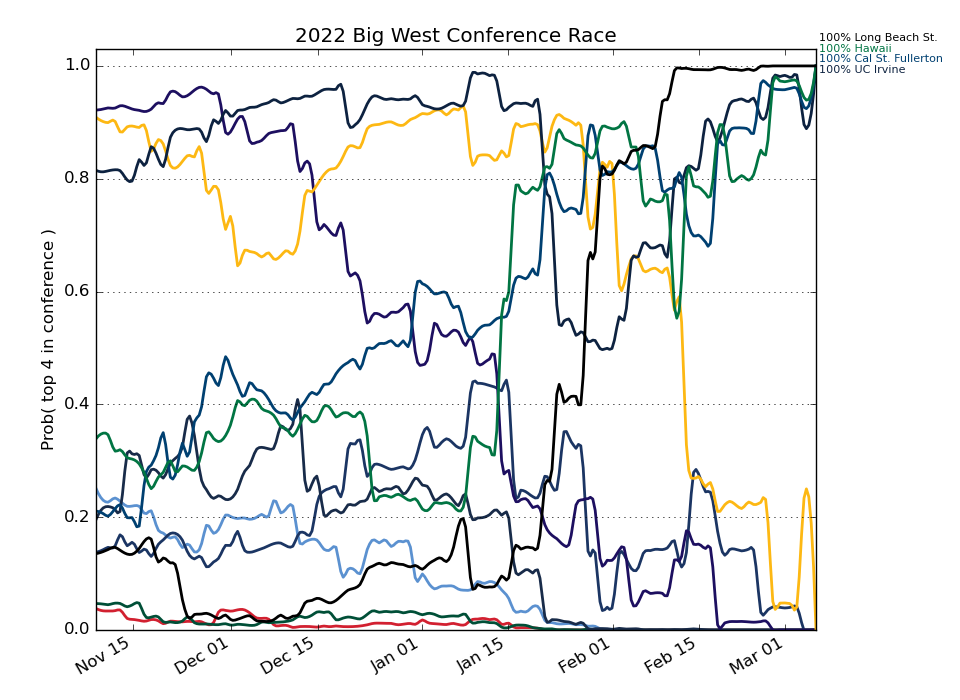 2022 Big West Conference Race
100% Long Beach St.
100% Hawaii
100% Cal St. Fullerton
100% UC Irvine
Prob( top 4 in conference )
1.0
0.8
0.6
0.4
0.2
0.0
Nov 15
Dec 01
Dec 15
Jan 01
Jan 15
Feb 01
Feb 15
Mar 01